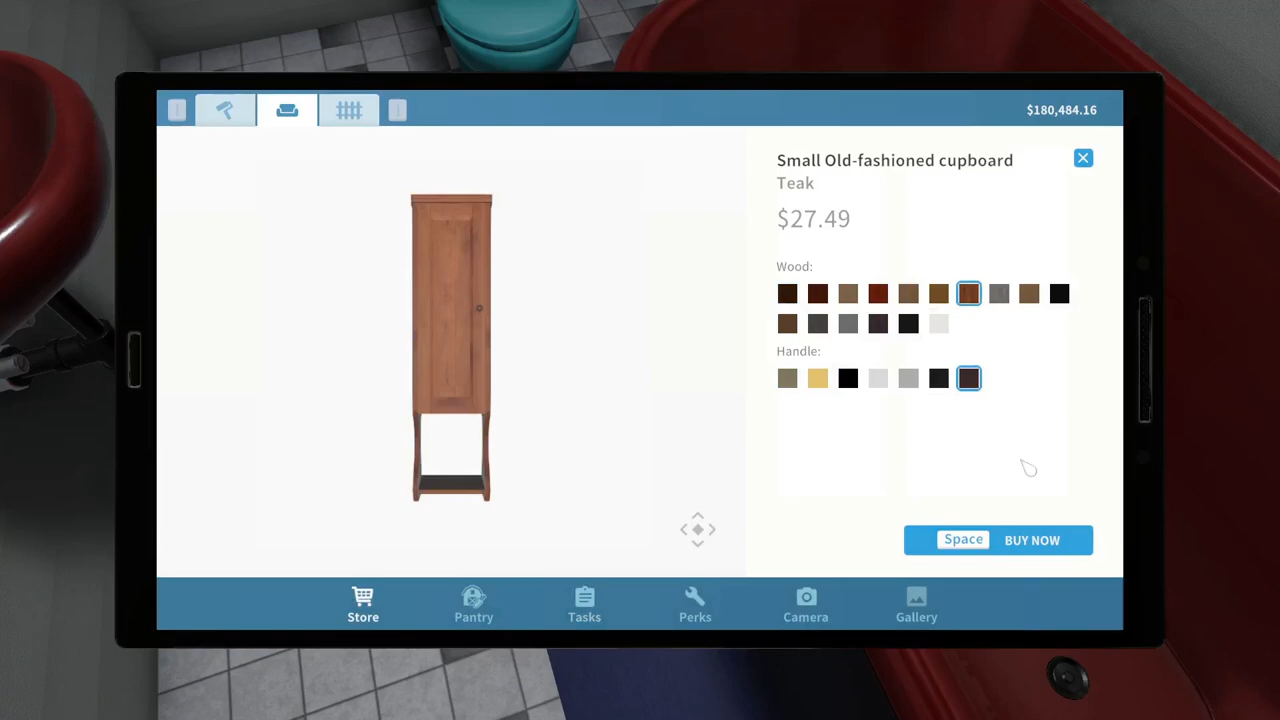 $180,484.16
Small Old-fashioned cupboard
Teak
$27.49
Wood:
Handle:
Space BUY NOW
Store Pantry Tasks Perks Camera Gallery